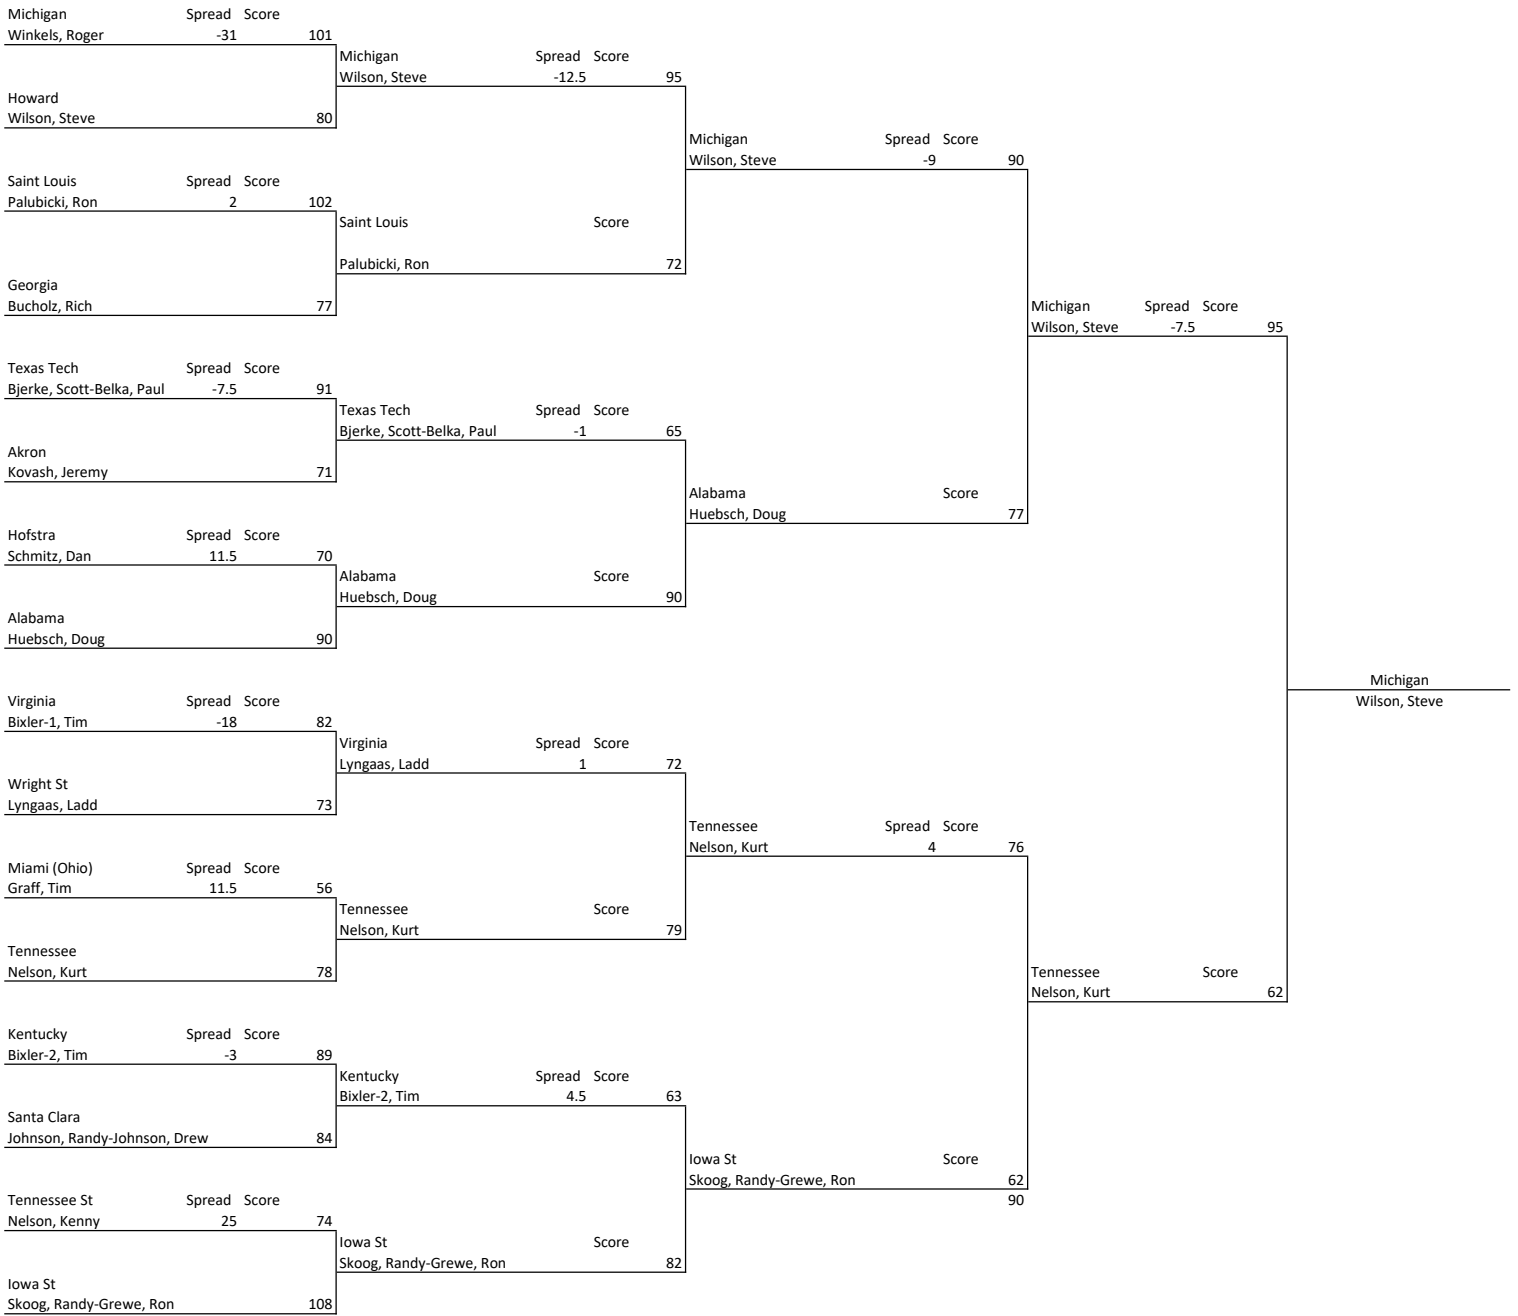 Michigan Spread Score
Winkels, Roger -31 101
Michigan Spread Score
Wilson, Steve -12.5 95
Howard
Wilson, Steve 80
Michigan Spread Score
Wilson, Steve -9 90
Saint Louis Spread Score
Palubicki, Ron 2 102
Saint Louis Score
Palubicki, Ron 72
Georgia
Bucholz, Rich 77
Michigan Spread Score
Wilson, Steve -7.5 95
Texas Tech Spread Score
Bjerke, Scott-Belka, Paul -7.5 91
Texas Tech Spread Score
Bjerke, Scott-Belka, Paul -1 65
Akron
Kovash, Jeremy 71
Alabama Score
Huebsch, Doug 77
Hofstra Spread Score
Schmitz, Dan 11.5 70
Alabama Score
Huebsch, Doug 90
Alabama
Huebsch, Doug 90
Michigan
Wilson, Steve
Virginia Spread Score
Bixler-1, Tim -18 82
Virginia Spread Score
Lyngaas, Ladd 1 72
Wright St
Lyngaas, Ladd 73
Tennessee Spread Score
Nelson, Kurt 4 76
Miami (Ohio) Spread Score
Graff, Tim 11.5 56
Tennessee Score
Nelson, Kurt 79
Tennessee
Nelson, Kurt 78
Tennessee Score
Nelson, Kurt 62
Kentucky Spread Score
Bixler-2, Tim -3 89
Kentucky Spread Score
Bixler-2, Tim 4.5 63
Santa Clara
Johnson, Randy-Johnson, Drew 84
Iowa St Score
Skoog, Randy-Grewe, Ron 62
90
Tennessee St Spread Score
Nelson, Kenny 25 74
Iowa St Score
Skoog, Randy-Grewe, Ron 82
Iowa St
Skoog, Randy-Grewe, Ron 108